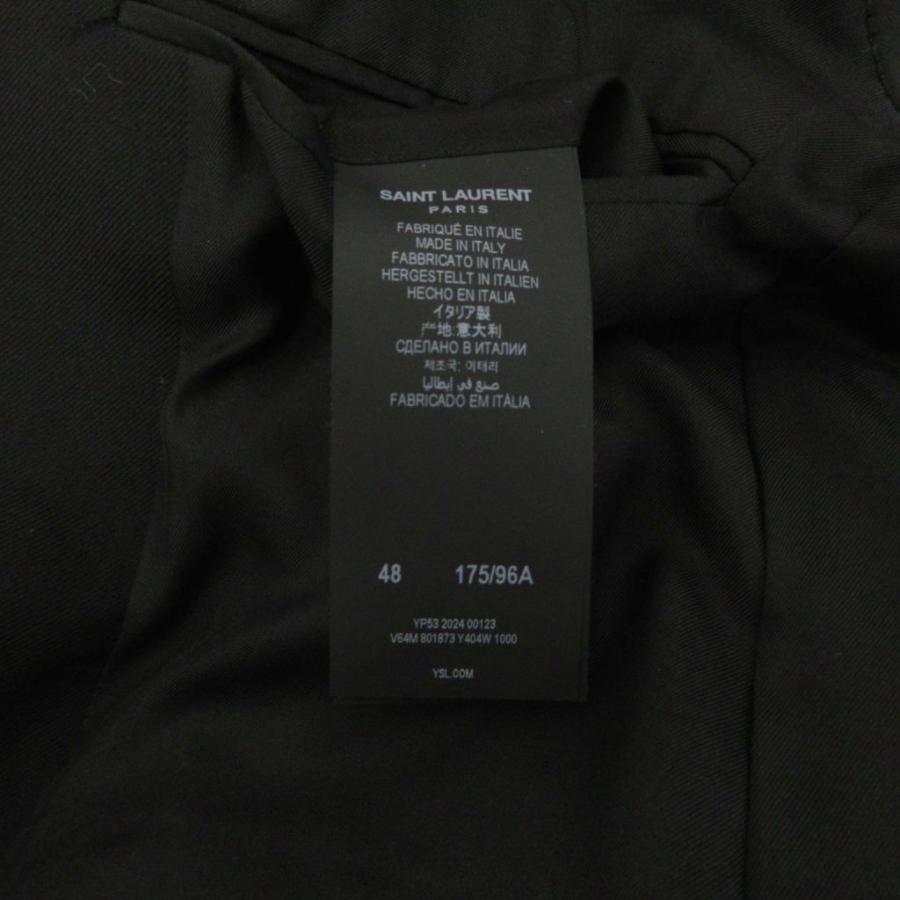 SAINT LAURENT
PARIS
FABRIQUÉ EN ITALIE
MADE IN ITALY
FABBRICATO IN ITALIA
HERGESTELLT IN ITALIEN
HECHO EN ITALIA
イタリア製
产地:意大利
СДЕЛАНО В ИТАЛИИ
제조국: 이태리
صنع في إيطاليا
FABRICADO EM ITÀLIA
48 175/96A
YP53 2024 00123
V64M 801873 Y404W 1000
YSL.COM